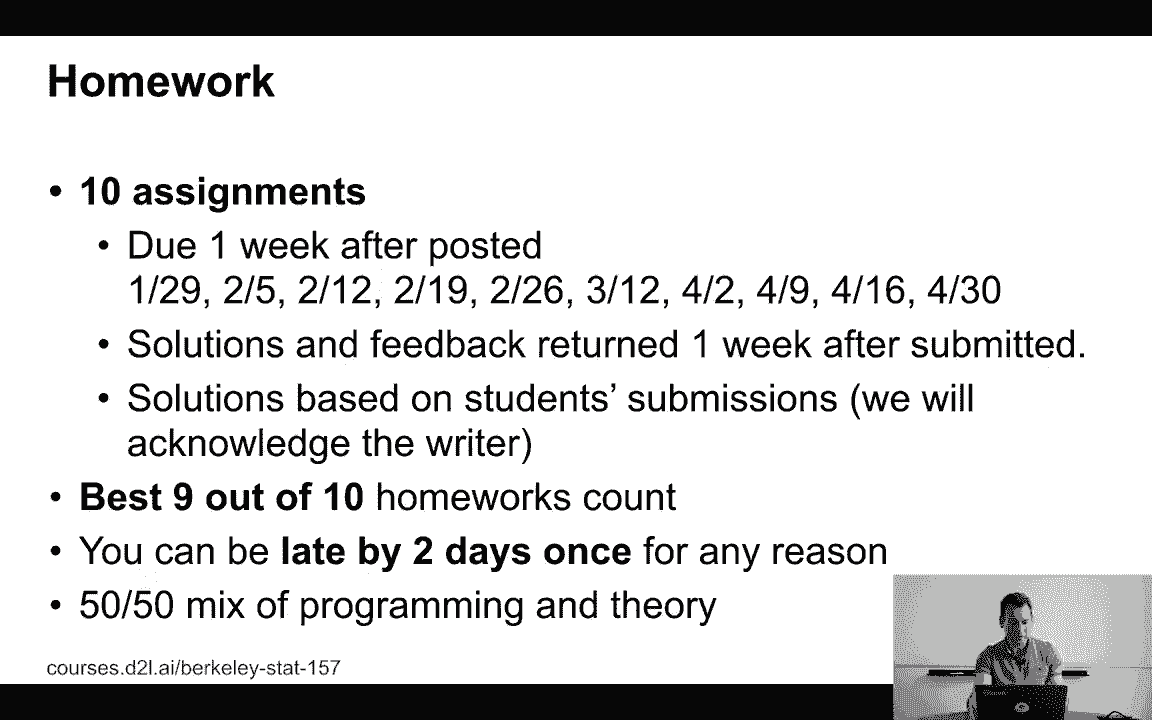 Homework
• 10 assignments
• Due 1 week after posted
1/29, 2/5, 2/12, 2/19, 2/26, 3/12, 4/2, 4/9, 4/16, 4/30
• Solutions and feedback returned 1 week after submitted.
• Solutions based on students’ submissions (we will
acknowledge the writer)
• Best 9 out of 10 homeworks count
• You can be late by 2 days once for any reason
• 50/50 mix of programming and theory
courses.d2l.ai/berkeley-stat-157